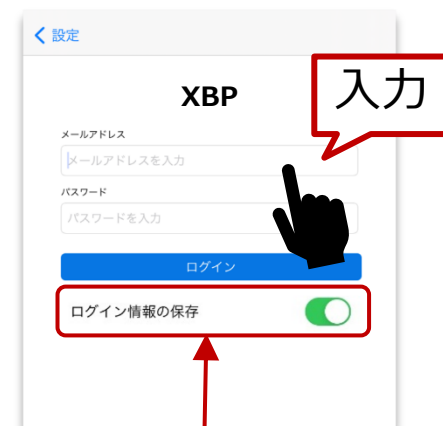 設定
XBP
入力
メールアドレス
メールアドレスを入力
パスワード
パスワードを入力
ログイン
ログイン情報の保存